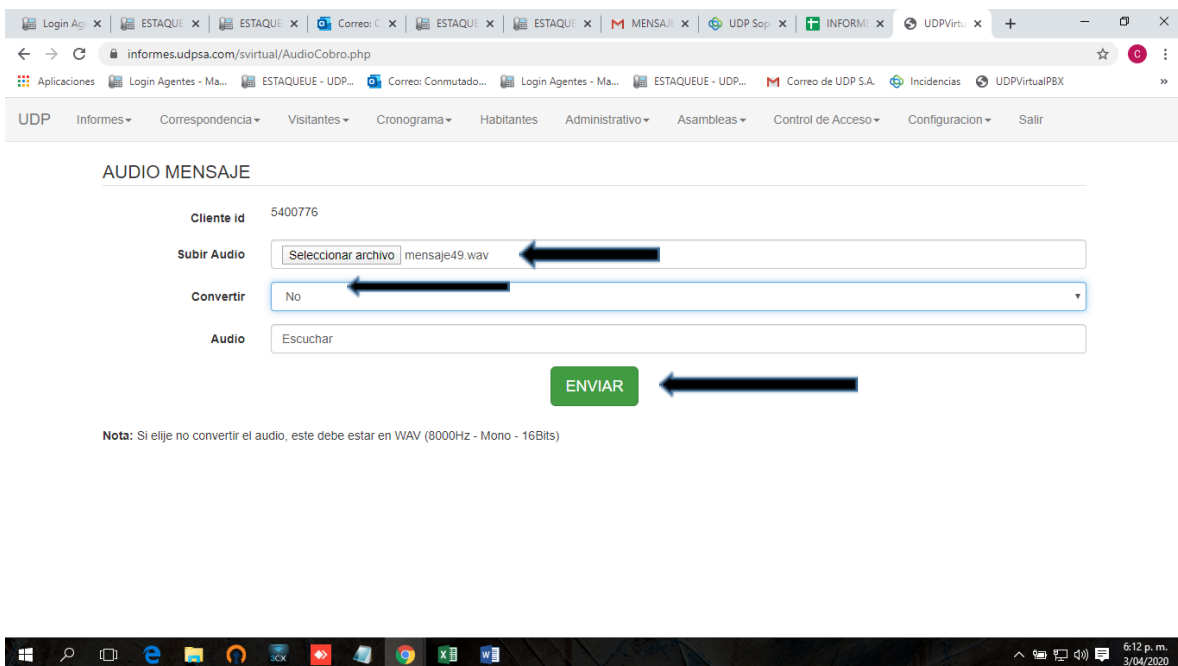 Login Ag ESTAQUE ESTAQUE Correo: C ESTAQUE ESTAQUE MENSAJE UDP Sop INFORME UDPVirtu
informes.udpsa.com/svirtual/AudioCobro.php C
Aplicaciones Login Agentes - Ma... ESTAQUEUE - UDP... Correo: Conmutado... Login Agentes - Ma... ESTAQUEUE - UDP... Correo de UDP S.A. Incidencias UDPVirtualPBX »
UDP Informes Correspondencia Visitantes Cronograma Habitantes Administrativo Asambleas Control de Acceso Configuracion Salir
AUDIO MENSAJE
Cliente id 5400776
Subir Audio Seleccionar archivo mensaje49.wav
Convertir No
Audio Escuchar
ENVIAR
Nota: Si elije no convertir el audio, este debe estar en WAV (8000Hz - Mono - 16Bits)
3CX
6:12 p. m.
3/04/2020